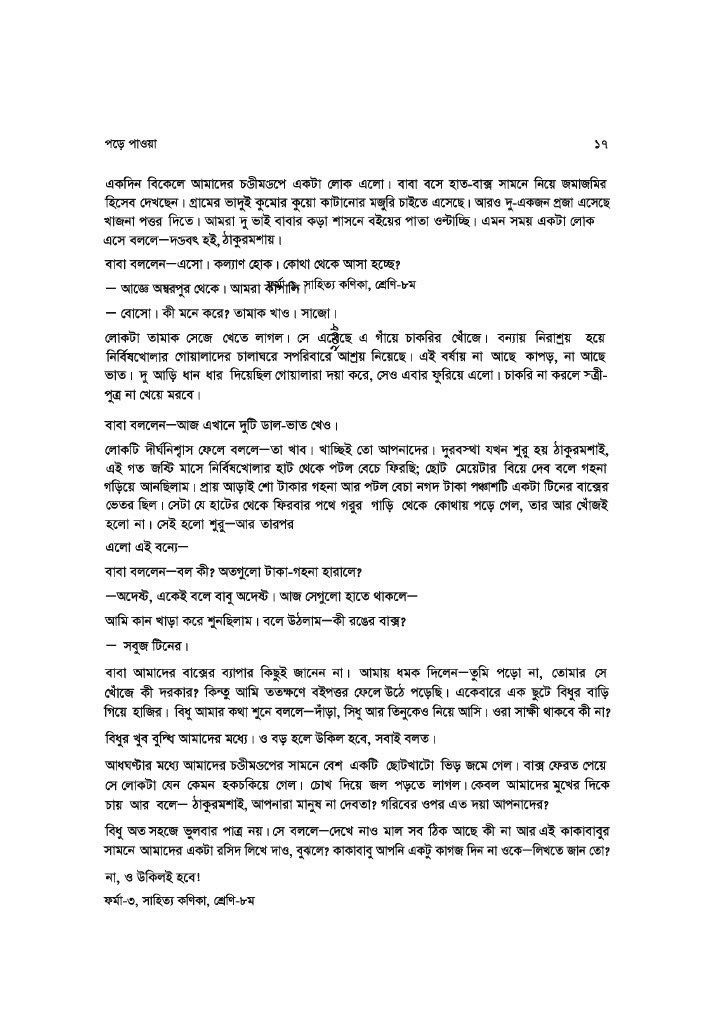 পড়ে পাওয়া ১৭
একদিন বিকেলে আমাদের চণ্ডীমণ্ডপে একটা লোক এলো। বাবা বসে হাত-বাক্স সামনে নিয়ে জমাজমির
হিসেব দেখছেন। গ্রামের ভাদুই কুমোর কুয়ো কাটানোর মজুরি চাইতে এসেছে। আরও দু-একজন প্রজা এসেছে
খাজনা পত্তর দিতে। আমরা দু ভাই বাবার কড়া শাসনে বইয়ের পাতা ওল্টাচ্ছি। এমন সময় একটা লোক
এসে বললে—দণ্ডবৎ হই, ঠাকুরমশায়।
বাবা বললেন—এসো। কল্যাণ হোক। কোথা থেকে আসা হচ্ছে?
— আজ্ঞে অম্বরপুর থেকে। আমরা কাপালি।
ফর্মা-৩, সাহিত্য কণিকা, শ্রেণি-৮ম
— বোসো। কী মনে করে? তামাক খাও। সাজো।
লোকটা তামাক সেজে খেতে লাগল। সে এসেছে এ গাঁয়ে চাকরির খোঁজে। বন্যায় নিরাশ্রয় হয়ে
নির্বিষখোলার গোয়ালাদের চালাঘরে সপরিবারে আশ্রয় নিয়েছে। এই বর্ষায় না আছে কাপড়, না আছে
ভাত। দু আড়ি ধান ধার দিয়েছিল গোয়ালারা দয়া করে, সেও এবার ফুরিয়ে এলো। চাকরি না করলে স্ত্রী-
পুত্র না খেয়ে মরবে।
বাবা বললেন—আজ এখানে দুটি ডাল-ভাত খেও।
লোকটি দীর্ঘনিশ্বাস ফেলে বললে—তা খাব। খাচ্ছিই তো আপনাদের। দুরবস্থা যখন শুরু হয় ঠাকুরমশাই,
এই গত জষ্টি মাসে নির্বিষখোলার হাট থেকে পটল বেচে ফিরছি; ছোট মেয়েটার বিয়ে দেব বলে গহনা
গড়িয়ে আনছিলাম। প্রায় আড়াই শো টাকার গহনা আর পটল বেচা নগদ টাকা পঞ্চাশটি একটা টিনের বাক্সের
ভেতর ছিল। সেটা যে হাটের থেকে ফিরবার পথে গরুর গাড়ি থেকে কোথায় পড়ে গেল, তার আর খোঁজই
হলো না। সেই হলো শুরু—আর তারপর
এলো এই বন্যে—
বাবা বললেন—বল কী? অতগুলো টাকা-গহনা হারালে?
—অদেষ্ট, একেই বলে বাবু অদেষ্ট। আজ সেগুলো হাতে থাকলে—
আমি কান খাড়া করে শুনছিলাম। বলে উঠলাম—কী রঙের বাক্স?
— সবুজ টিনের।
বাবা আমাদের বাক্সের ব্যাপার কিছুই জানেন না। আমায় ধমক দিলেন—তুমি পড়ো না, তোমার সে
খোঁজে কী দরকার? কিন্তু আমি ততক্ষণে বইপত্তর ফেলে উঠে পড়েছি। একেবারে এক ছুটে বিধুর বাড়ি
গিয়ে হাজির। বিধু আমার কথা শুনে বললে—দাঁড়া, সিধু আর তিনুকেও নিয়ে আসি। ওরা সাক্ষী থাকবে কী না?
বিধুর খুব বুদ্ধি আমাদের মধ্যে। ও বড় হলে উকিল হবে, সবাই বলত।
আধঘণ্টার মধ্যে আমাদের চণ্ডীমণ্ডপের সামনে বেশ একটি ছোটখাটো ভিড় জমে গেল। বাক্স ফেরত পেয়ে
সে লোকটা যেন কেমন হকচকিয়ে গেল। চোখ দিয়ে জল পড়তে লাগল। কেবল আমাদের মুখের দিকে
চায় আর বলে— ঠাকুরমশাই, আপনারা মানুষ না দেবতা? গরিবের ওপর এত দয়া আপনাদের?
বিধু অত সহজে ভুলবার পাত্র নয়। সে বললে—দেখে নাও মাল সব ঠিক আছে কী না আর এই কাকাবাবুর
সামনে আমাদের একটা রসিদ লিখে দাও, বুঝলে? কাকাবাবু আপনি একটু কাগজ দিন না ওকে—লিখতে জান তো?
না, ও উকিলই হবে!
ফর্মা-৩, সাহিত্য কণিকা, শ্রেণি-৮ম